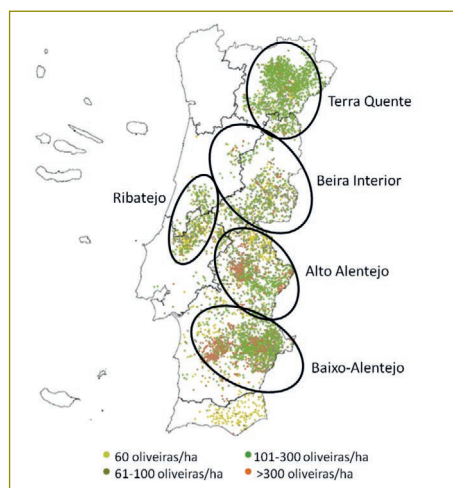 Terra Quente
Beira Interior
Ribatejo
Alto Alentejo
Baixo-Alentejo
60 oliveiras/ha
101-300 oliveiras/ha
61-100 oliveiras/ha
>300 oliveiras/ha